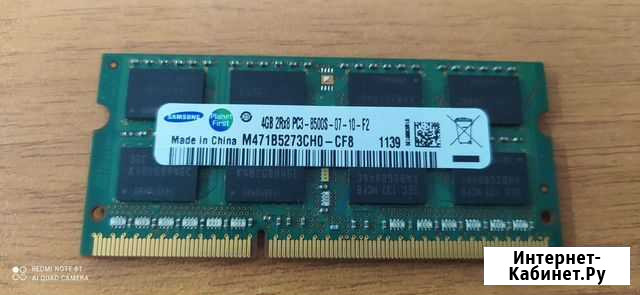 SAMSUNG
Planet First
4GB 2Rx8 PC3-8500S-07-10-F2
Made in China M471B5273CH0-CF8 1139
REDMI NOTE 8T
AI QUAD CAMERA
Интернет-
Кабинет.Ру